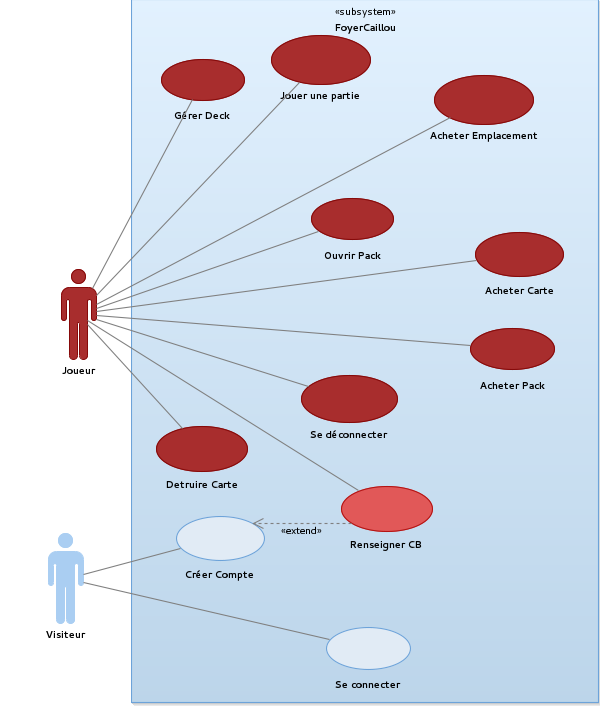 «subsystem»
FoyerCaillou
Gérer Deck
Jouer une partie
Acheter Emplacement
Ouvrir Pack
Acheter Carte
Joueur
Acheter Pack
Se déconnecter
Detruire Carte
«extend»
Renseigner CB
Créer Compte
Visiteur
Se connecter